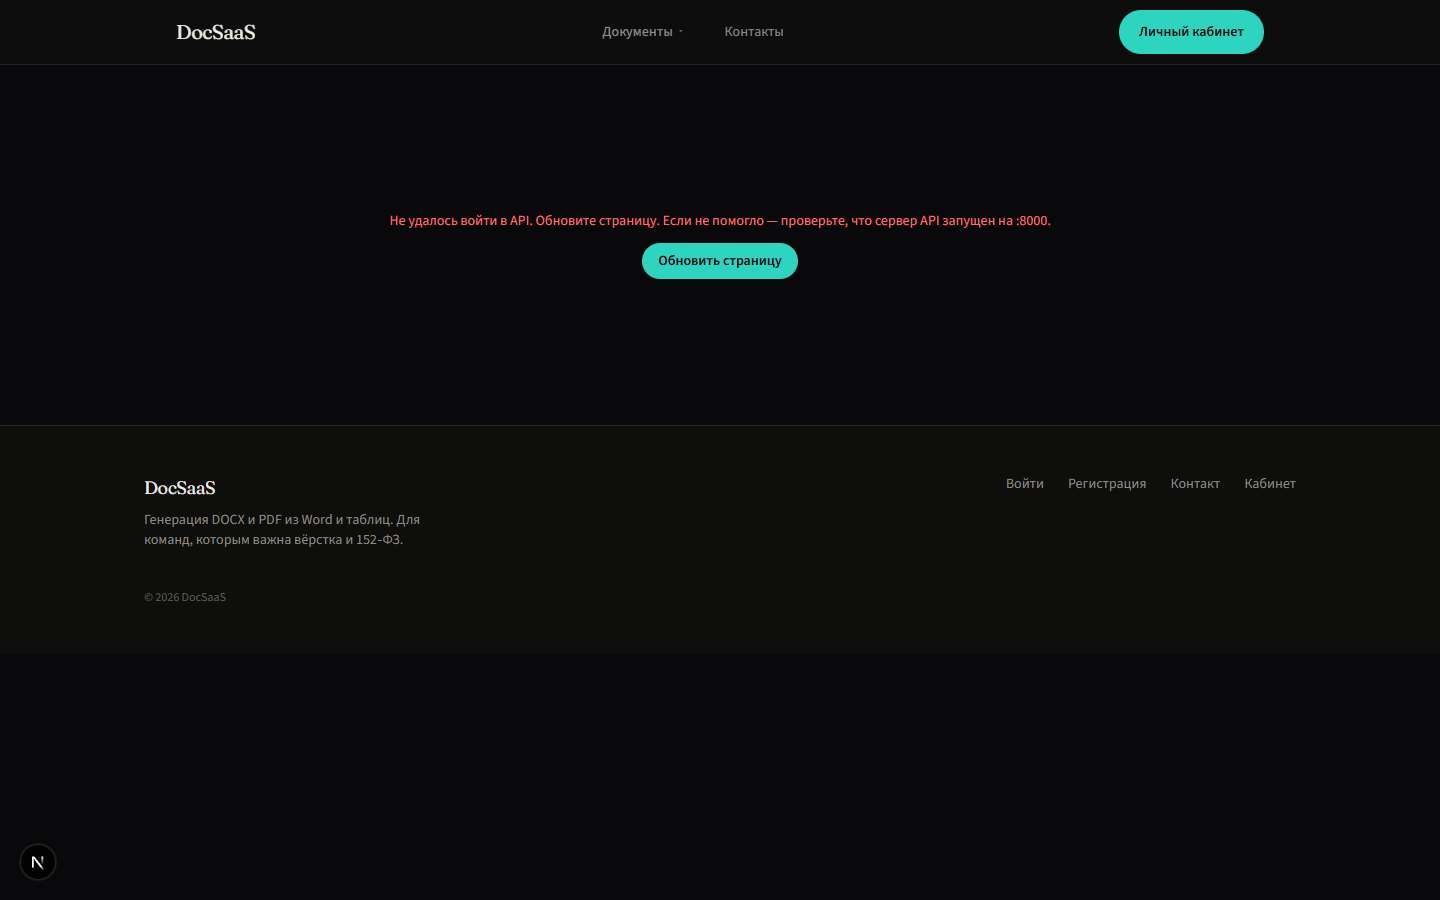 DocSaaS
Документы
Контакты
Личный кабинет
Не удалось войти в API. Обновите страницу. Если не помогло — проверьте, что сервер API запущен на :8000.
Обновить страницу
DocSaaS
Войти
Регистрация
Контакт
Кабинет
Генерация DOCX и PDF из Word и таблиц. Для
команд, которым важна вёрстка и 152-ФЗ.
© 2026 DocSaaS
N